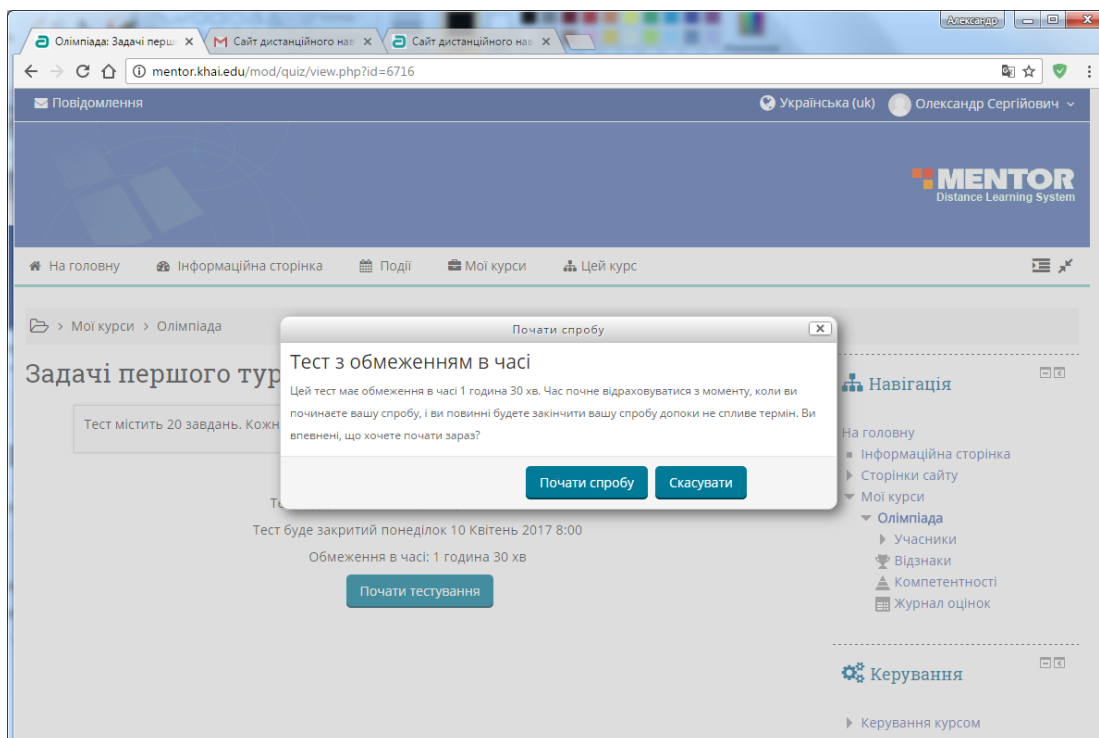 Александр
Олімпіада: Задачі перш
Сайт дистанційного нав
Сайт дистанційного нав
mentor.khai.edu/mod/quiz/view.php?id=6716
Повідомлення
Українська (uk)
Олександр Сергійович
MENTOR
Distance Learning System
На головну
Інформаційна сторінка
Події
Мої курси
Цей курс
Мої курси > Олімпіада
Почати спробу
Тест з обмеженням в часі
Цей тест має обмеження в часі 1 година 30 хв. Час почне відраховуватися з моменту, коли ви
починаєте вашу спробу, і ви повинні будете закінчити вашу спробу допоки не спливе термін. Ви
впевнені, що хочете почати зараз?
Почати спробу
Скасувати
Задачі першого тур
Тест містить 20 завдань. Кожн
Тест буде закритий понеділок 10 Квітень 2017 8:00
Обмеження в часі: 1 година 30 хв
Почати тестування
Навігація
На головну
Інформаційна сторінка
Сторінки сайту
Мої курси
Олімпіада
Учасники
Відзнаки
Компетентності
Журнал оцінок
Керування
Керування курсом